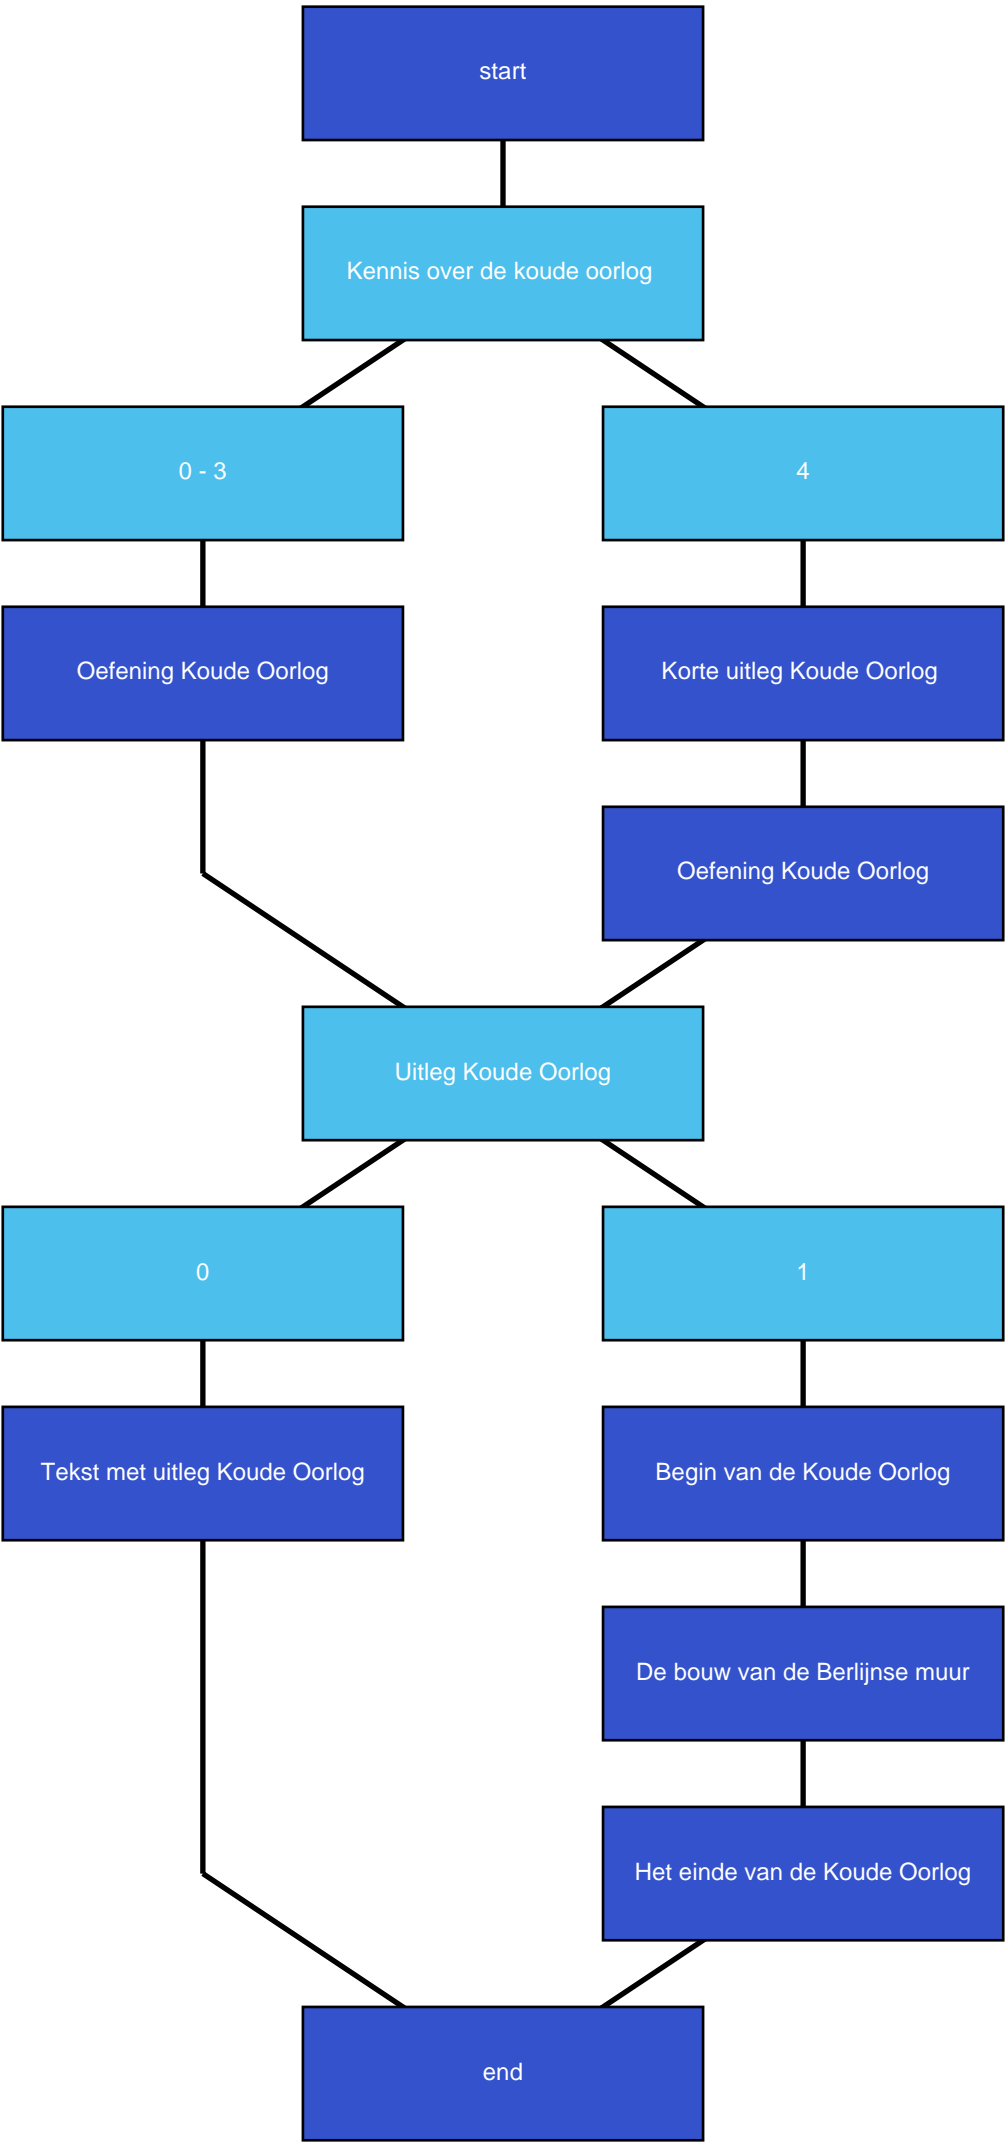 start
Kennis over de koude oorlog
0 - 3
4
Oefening Koude Oorlog
Korte uitleg Koude Oorlog
Oefening Koude Oorlog
Uitleg Koude Oorlog
0
1
Tekst met uitleg Koude Oorlog
Begin van de Koude Oorlog
De bouw van de Berlijnse muur
Het einde van de Koude Oorlog
end